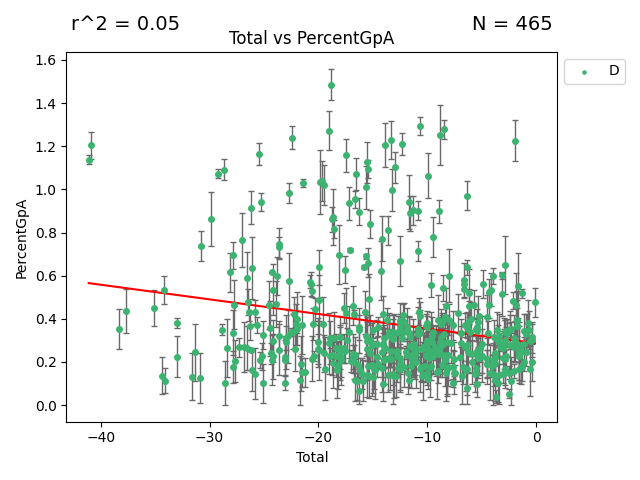 r^2 = 0.05
N = 465
Total vs PercentGpA
D
PercentGpA
1.6
1.4
1.2
1.0
0.8
0.6
0.4
0.2
0.0
−40
−30
−20
−10
0
Total